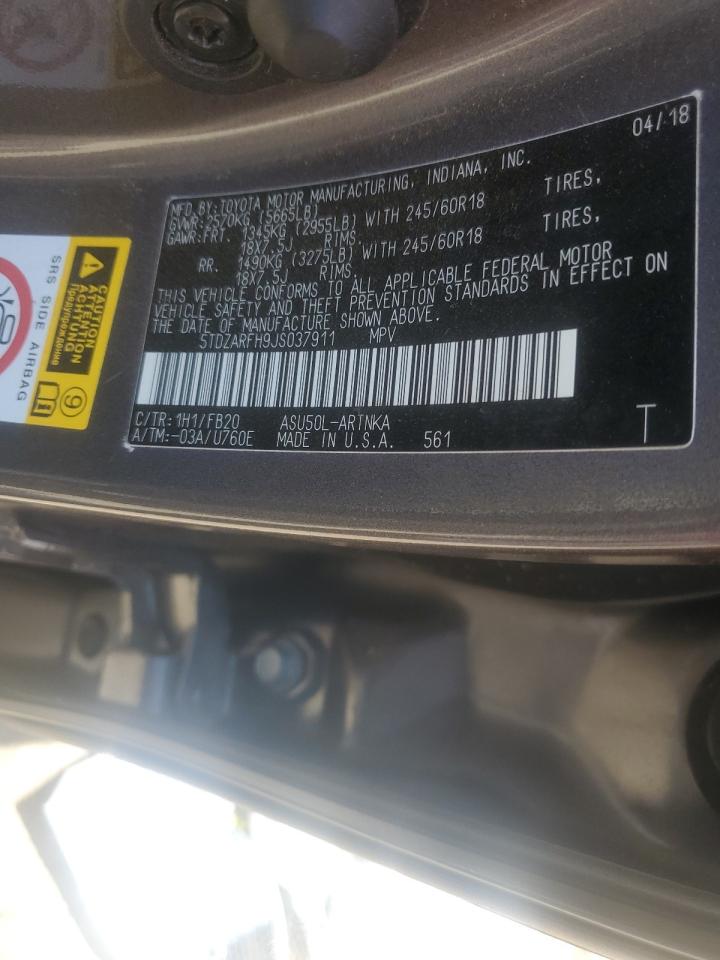 04/18
MFD.BY:TOYOTA MOTOR MANUFACTURING, INDIANA, INC.
GVWR:2570KG (5665LB)
GAWR:FRT. 1345KG (2955LB) WITH 245/60R18 TIRES,
18X7.5J RIMS,
RR. 1490KG (3275LB) WITH 245/60R18 TIRES,
18X7.5J RIMS,
THIS VEHICLE CONFORMS TO ALL APPLICABLE FEDERAL MOTOR
VEHICLE SAFETY AND THEFT PREVENTION STANDARDS IN EFFECT ON
THE DATE OF MANUFACTURE SHOWN ABOVE.
5TDZARFH9JS037911 MPV
C/TR:1H1/FB20 ASU50L-ARTNKA
A/TM:-03A/U760E MADE IN U.S.A. 561
T
CAUTION
ATTENTION
ACHTUNG
Предупреждение
9
SRS SIDE AIRBAG